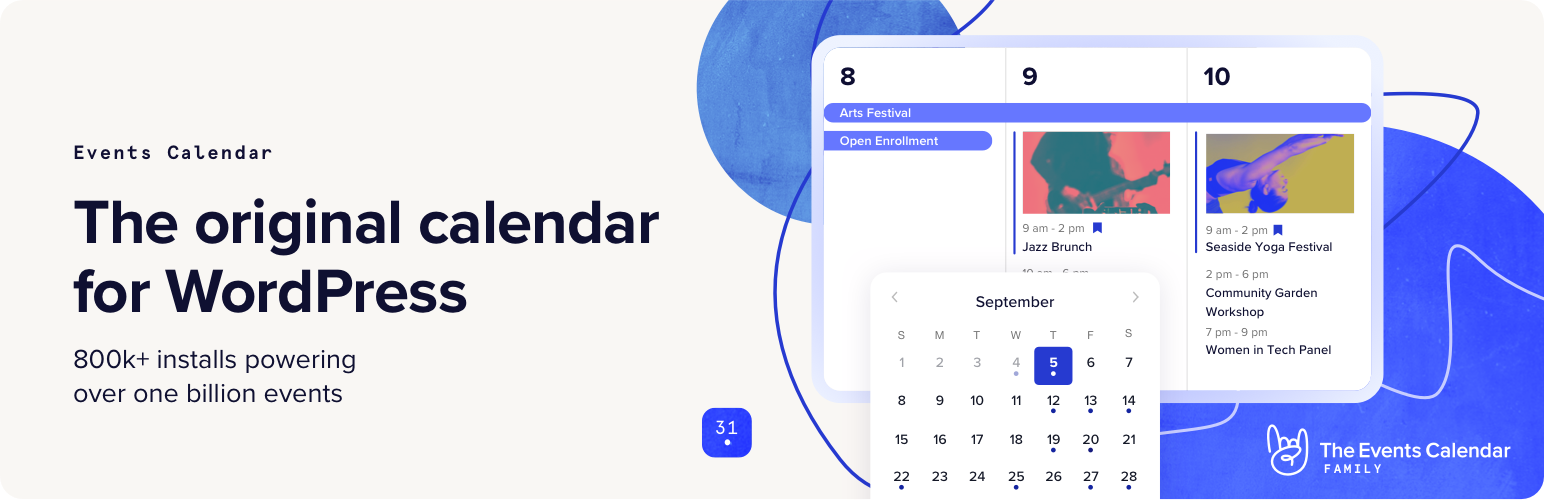 Events Calendar
The original calendar
for WordPress
800k+ installs powering
over one billion events
31
8
9
10
Arts Festival
Open Enrollment
9 am - 2 pm
Jazz Brunch
9 am - 2 pm
Seaside Yoga Festival
2 pm - 6 pm
Community Garden
Workshop
7 pm - 9 pm
Women in Tech Panel
September
S M T W T F S
1 2 3 4 5 6 7
8 9 10 11 12 13 14
15 16 17 18 19 20 21
22 23 24 25 26 27 28
The Events Calendar
FAMILY